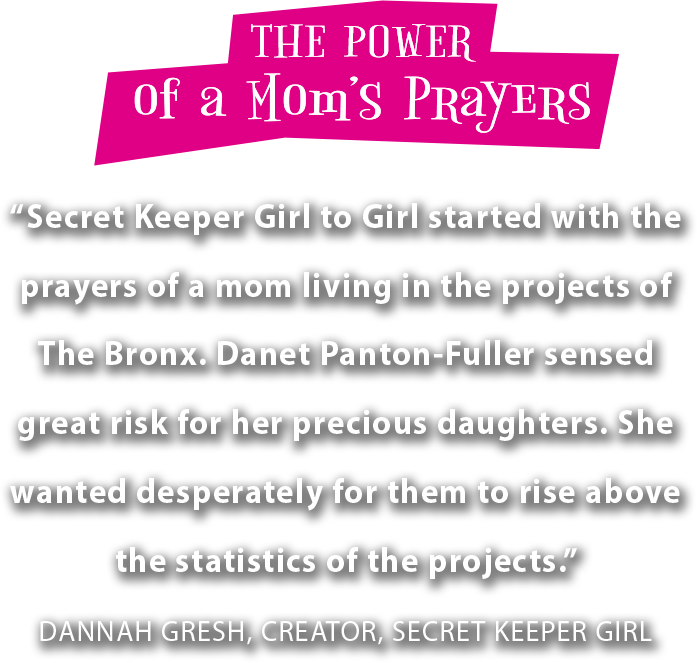 THE POWER
of a Mom's Prayers
“Secret Keeper Girl to Girl started with the
prayers of a mom living in the projects of
The Bronx. Danet Panton-Fuller sensed
great risk for her precious daughters. She
wanted desperately for them to rise above
the statistics of the projects.”
DANNAH GRESH, CREATOR, SECRET KEEPER GIRL